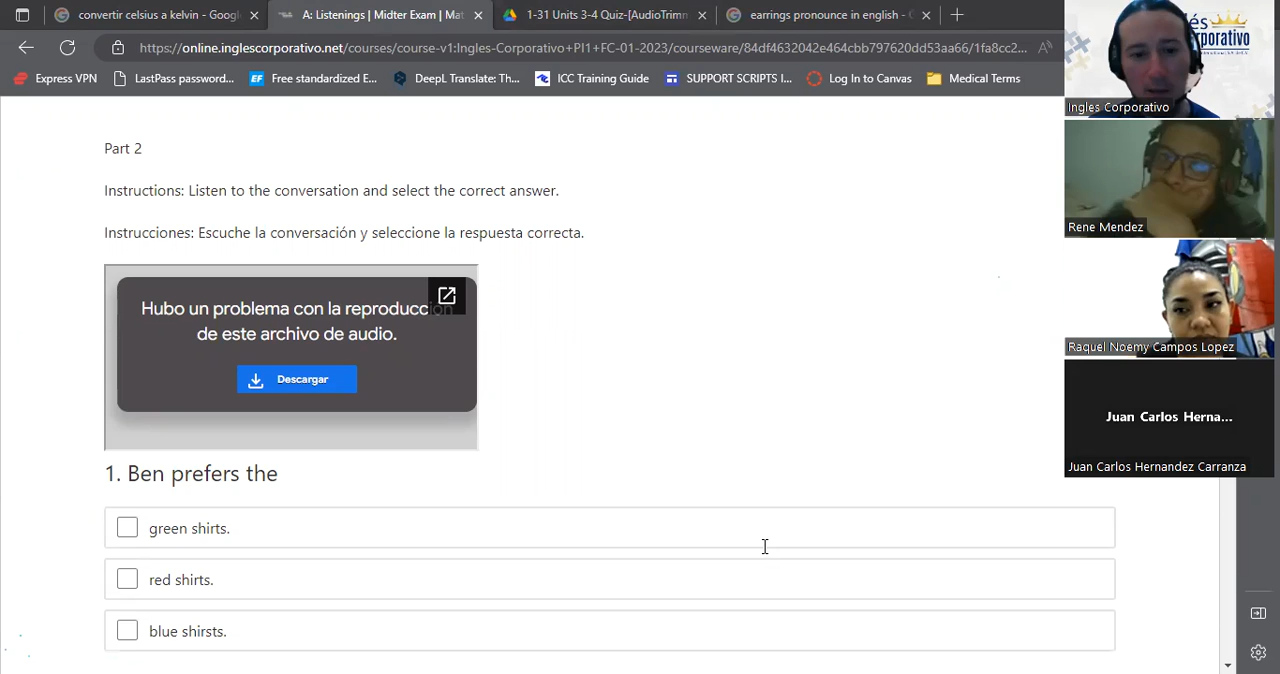 convertir celsius a kelvin - Googl
A: Listenings | Midter Exam | Mat
1-31 Units 3-4 Quiz-[AudioTrimn
earrings pronounce in english - G
https://online.inglescorporativo.net/courses/course-v1:Ingles-Corporativo+PI1+FC-01-2023/courseware/84df4632042e464cbb797620dd53aa66/1fa8cc2...
Express VPN
LastPass password...
EF
Free standardized E...
DeepL Translate: Th...
ICC Training Guide
SUPPORT SCRIPTS I...
Log In to Canvas
Medical Terms
Ingles Corporativo
Rene Mendez
Raquel Noemy Campos Lopez
Juan Carlos Herna...
Juan Carlos Hernandez Carranza
Part 2
Instructions: Listen to the conversation and select the correct answer.
Instrucciones: Escuche la conversación y seleccione la respuesta correcta.
Hubo un problema con la reproducción
de este archivo de audio.
Descargar
1. Ben prefers the
green shirts.
red shirts.
blue shirsts.